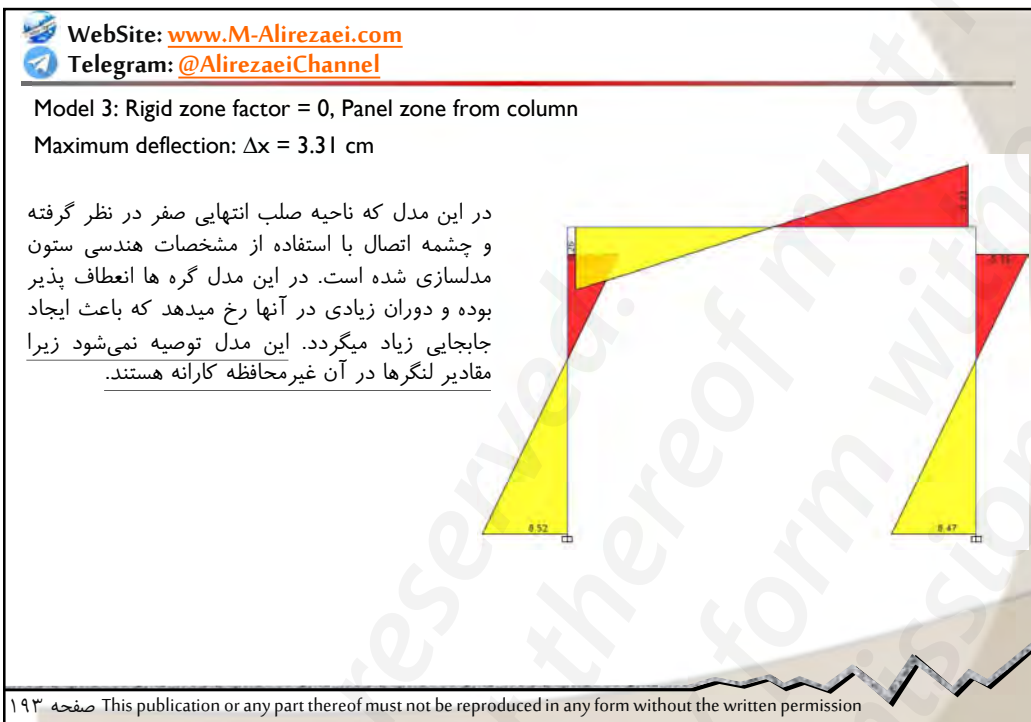 WebSite: www.M-Alirezaei.com
Telegram: @AlirezaeiChannel
Model 3: Rigid zone factor = 0, Panel zone from column
Maximum deflection: Δx = 3.31 cm
در این مدل که ناحیه صلب انتهایی صفر در نظر گرفته
و چشمه اتصال با استفاده از مشخصات هندسی ستون
مدلسازی شده است. در این مدل گره ها انعطاف پذیر
بوده و دوران زیادی در آنها رخ میدهد که باعث ایجاد
جابجایی زیاد میگردد. این مدل توصیه نمی‌شود زیرا
مقادیر لنگرها در آن غیرمحافظه کارانه هستند.
8.52
8.47
reserved.
thereof must
form without
صفحه ۱۹۳ This publication or any part thereof must not be reproduced in any form without the written permission